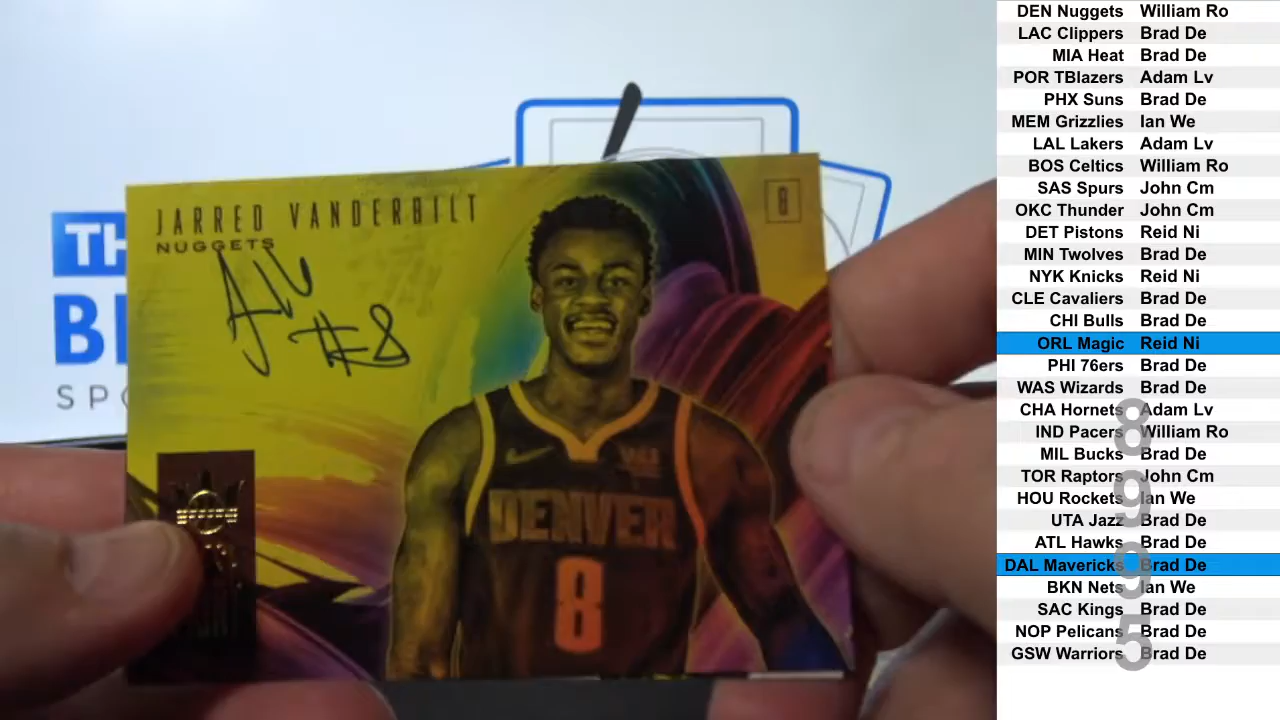 TH
BR
SPO
JARRED VANDERBILT
NUGGETS
8
#8
DENVER
8
DEN Nuggets William Ro
LAC Clippers Brad De
MIA Heat Brad De
POR TBlazers Adam Lv
PHX Suns Brad De
MEM Grizzlies Ian We
LAL Lakers Adam Lv
BOS Celtics William Ro
SAS Spurs John Cm
OKC Thunder John Cm
DET Pistons Reid Ni
MIN Twolves Brad De
NYK Knicks Reid Ni
CLE Cavaliers Brad De
CHI Bulls Brad De
ORL Magic Reid Ni
PHI 76ers Brad De
WAS Wizards Brad De
CHA Hornets Adam Lv
IND Pacers William Ro
MIL Bucks Brad De
TOR Raptors John Cm
HOU Rockets Ian We
UTA Jazz Brad De
ATL Hawks Brad De
DAL Mavericks Brad De
BKN Nets Ian We
SAC Kings Brad De
NOP Pelicans Brad De
GSW Warriors Brad De
8995